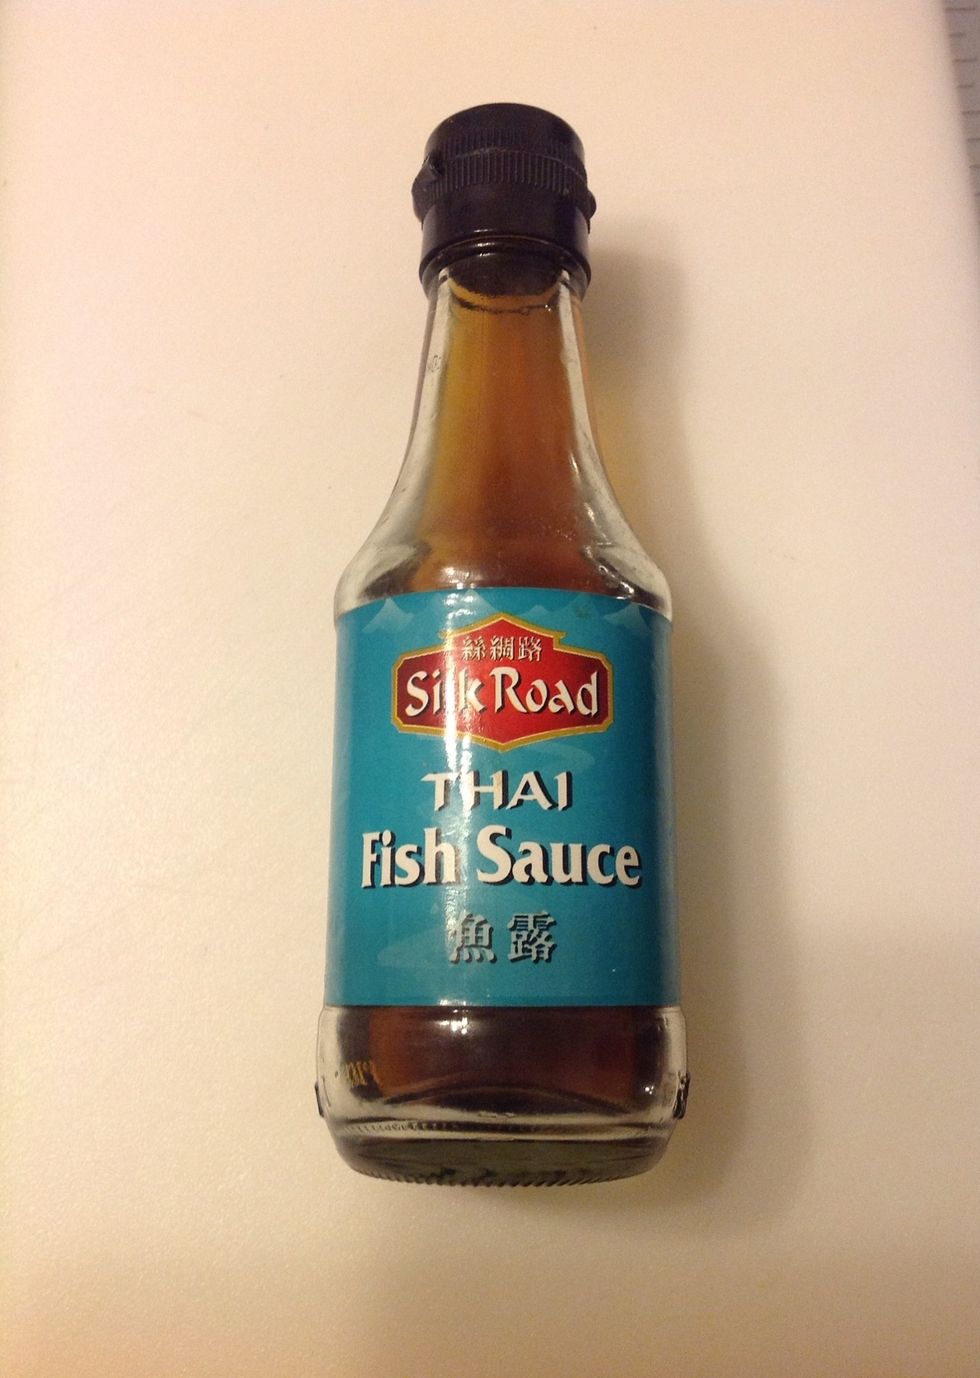 絲綢路
Silk Road
THAI
Fish Sauce
魚露